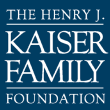 THE HENRY J.
KAISER
FAMILY
FOUNDATION